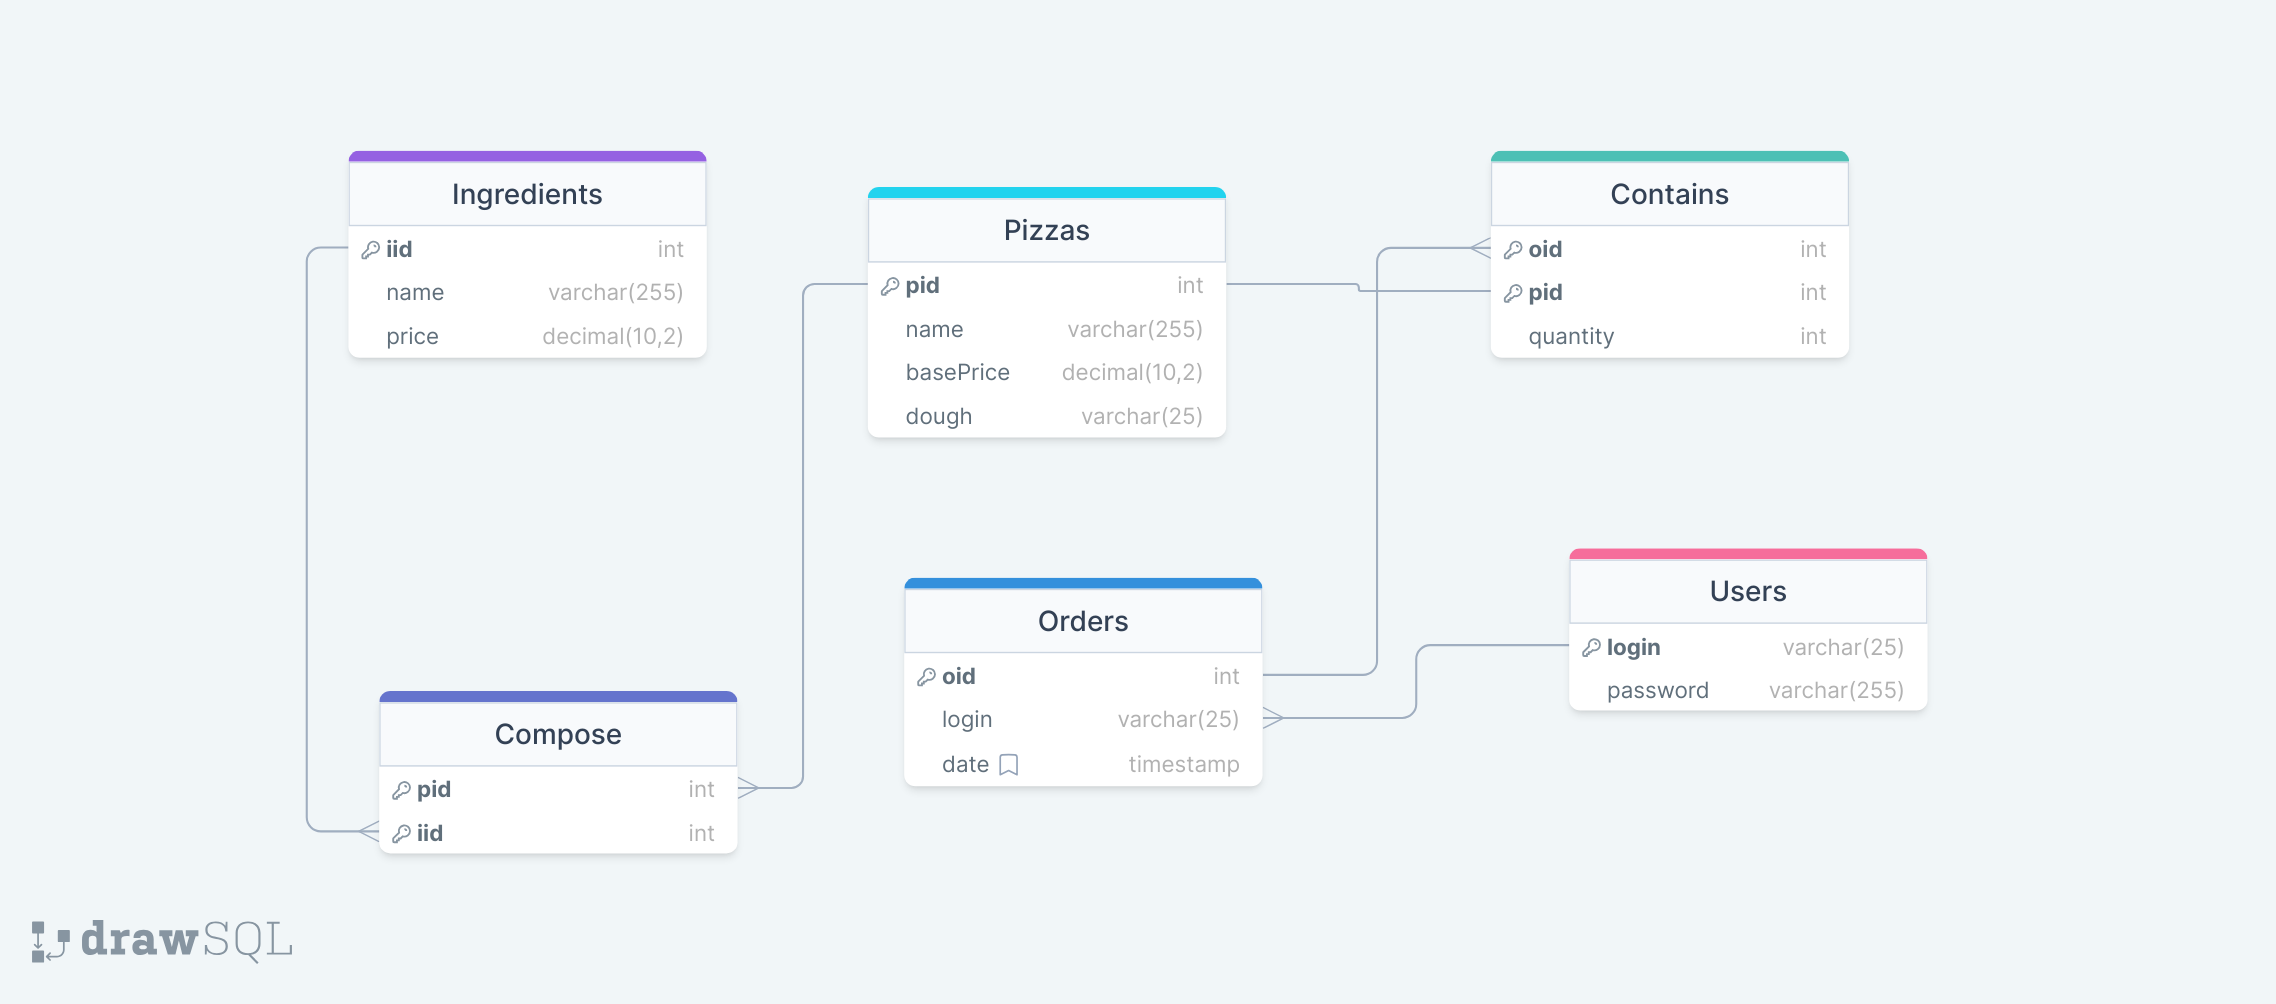 Ingredients
iid int
name varchar(255)
price decimal(10,2)
Pizzas
pid int
name varchar(255)
basePrice decimal(10,2)
dough varchar(25)
Contains
oid int
pid int
quantity int
Compose
pid int
iid int
Orders
oid int
login varchar(25)
date timestamp
Users
login varchar(25)
password varchar(255)
drawSQL